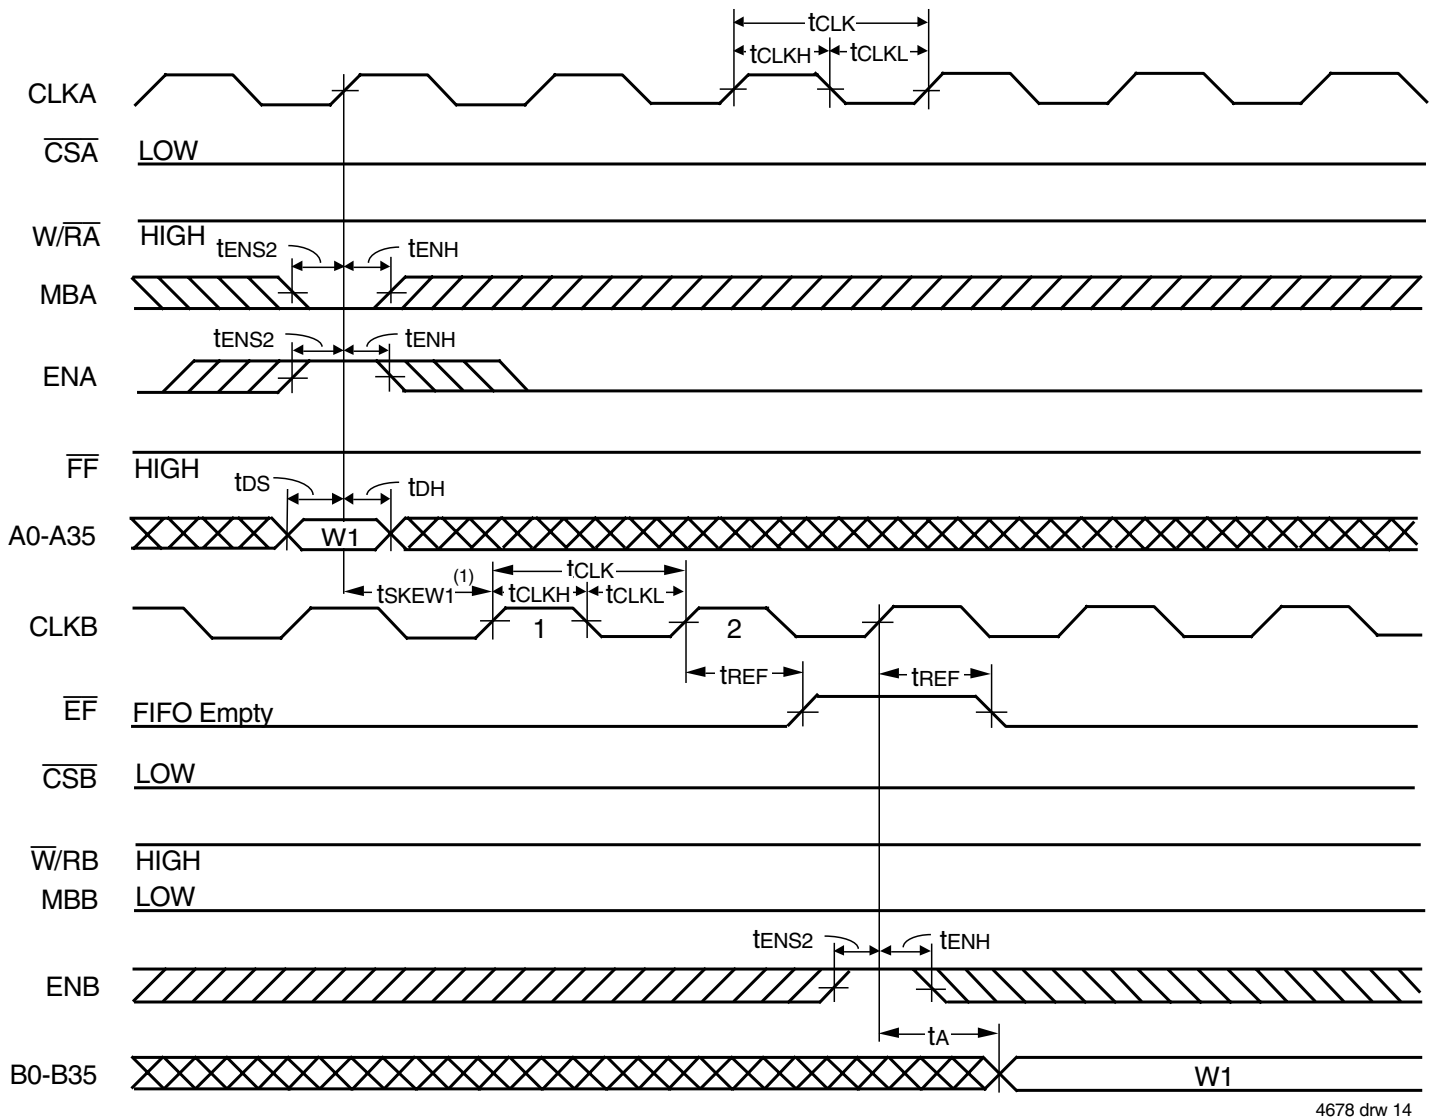 tCLK
tCLKH tCLKL
CLKA
CSA LOW
W/RA HIGH
tENS2 tENH
MBA
tENS2 tENH
ENA
FF HIGH
tDS tDH
A0-A35 W1
tSKEW1(1) tCLK
tCLKH tCLKL
CLKB 1 2
tREF tREF
EF FIFO Empty
CSB LOW
W/RB HIGH
MBB LOW
tENS2 tENH
ENB
tA
B0-B35 W1
4678 drw 14